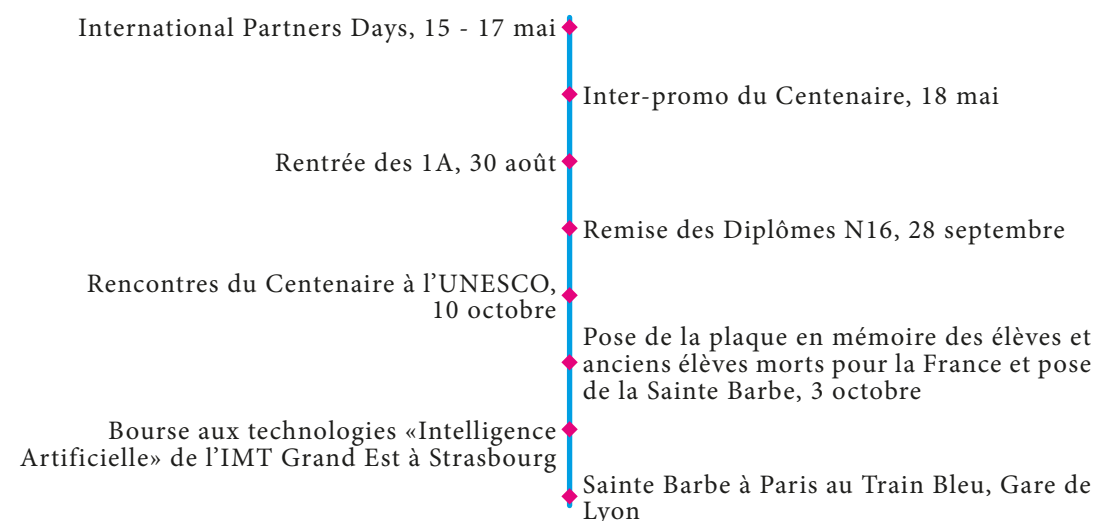 International Partners Days, 15 - 17 mai
Inter-promo du Centenaire, 18 mai
Rentrée des 1A, 30 août
Remise des Diplômes N16, 28 septembre
Rencontres du Centenaire à l’UNESCO,
10 octobre
Pose de la plaque en mémoire des élèves et
anciens élèves morts pour la France et pose
de la Sainte Barbe, 3 octobre
Bourse aux technologies «Intelligence
Artificielle» de l’IMT Grand Est à Strasbourg
Sainte Barbe à Paris au Train Bleu, Gare de
Lyon